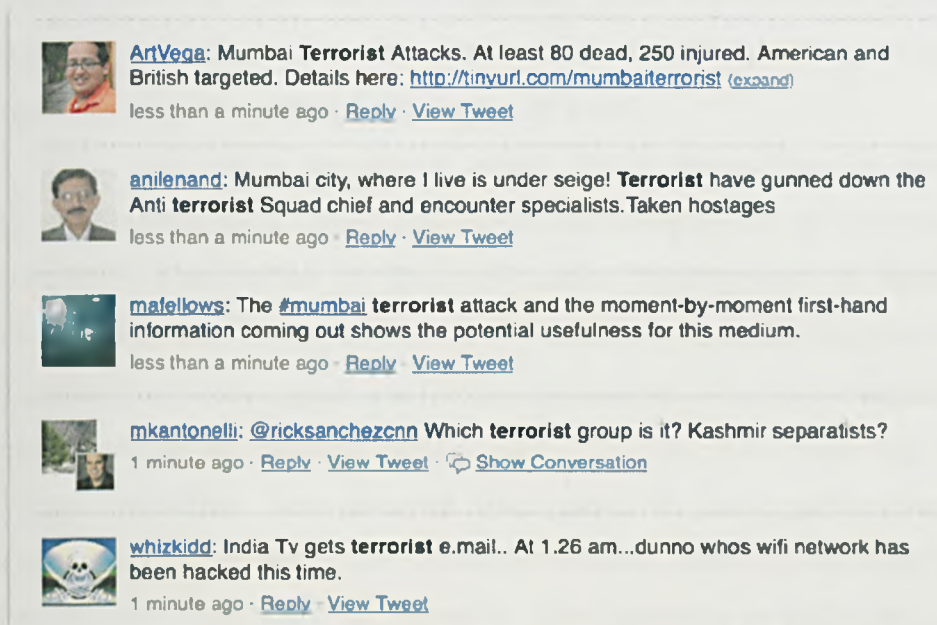 ArtVega: Mumbai Terrorist Attacks. At least 80 dead, 250 injured. American and
British targeted. Details here: http://tinyurl.com/mumbaiterrorist (expand)
less than a minute ago · Reply · View Tweet
anilenand: Mumbai city, where I live is under seige! Terrorist have gunned down the
Anti terrorist Squad chief and encounter specialists.Taken hostages
less than a minute ago · Reply · View Tweet
mafellows: The #mumbai terrorist attack and the moment-by-moment first-hand
information coming out shows the potential usefulness for this medium.
less than a minute ago · Reply · View Tweet
mkantonelli: @ricksanchezcnn Which terrorist group is it? Kashmir separatists?
1 minute ago · Reply · View Tweet · Show Conversation
whizkidd: India Tv gets terrorist e.mail.. At 1.26 am...dunno whos wifi network has
been hacked this time.
1 minute ago · Reply · View Tweet